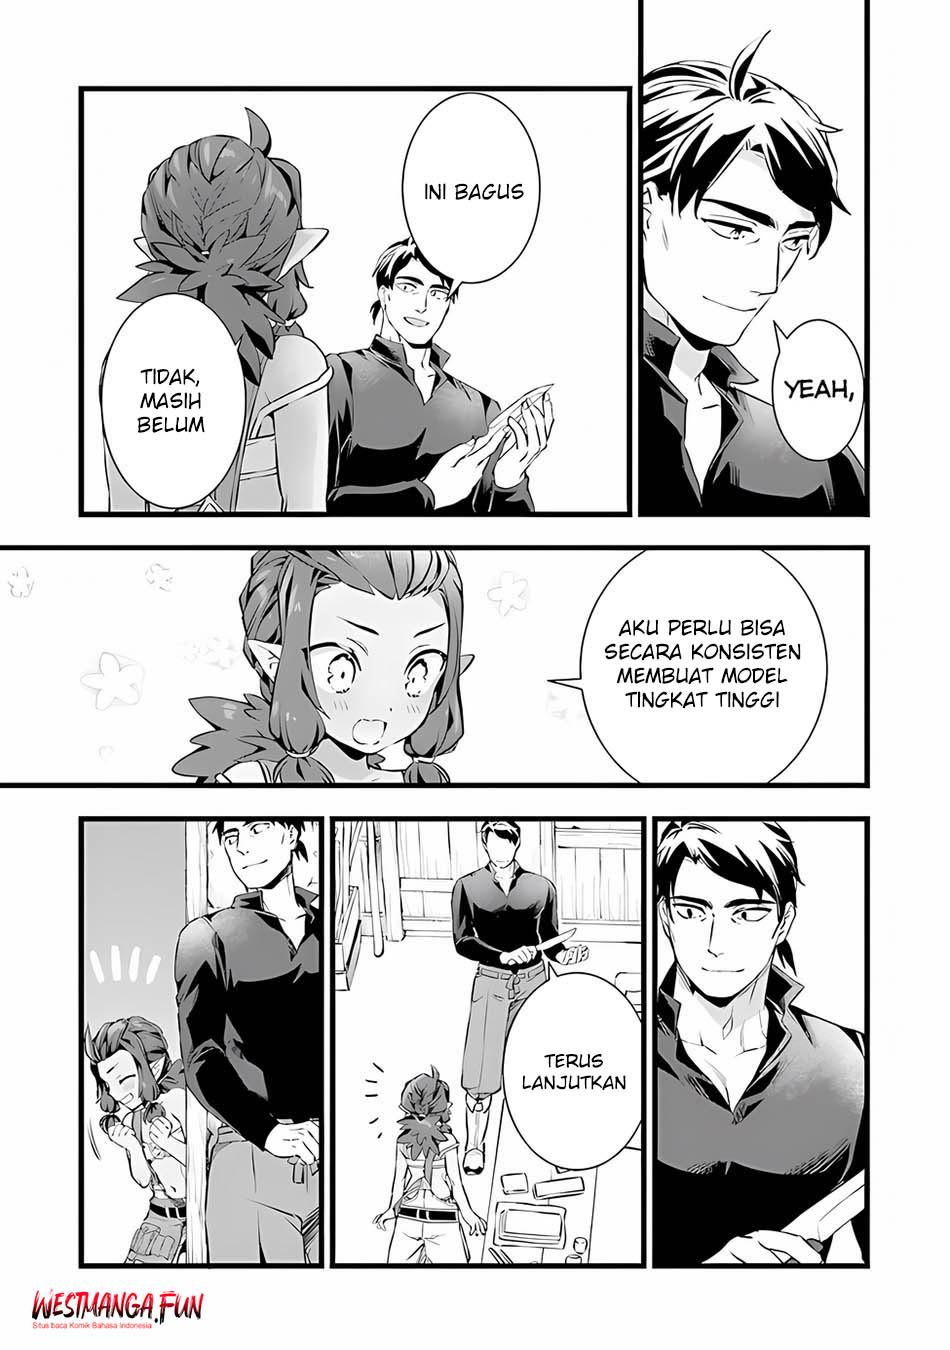 YEAH,
INI BAGUS
TIDAK,
MASIH
BELUM
AKU PERLU BISA
SECARA KONSISTEN
MEMBUAT MODEL
TINGKAT TINGGI
TERUS
LANJUTKAN
WESTMANGA.FUN
Situs baca Komik Bahasa Indonesia